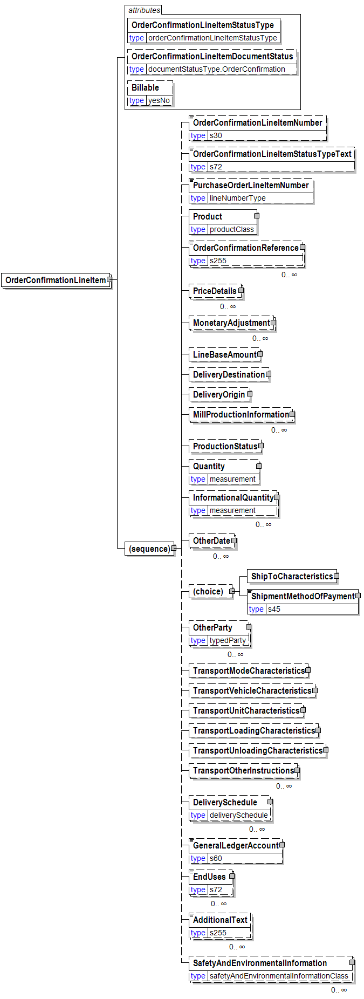 attributes
OrderConfirmationLineItemStatusType
type orderConfirmationLineItemStatusType
OrderConfirmationLineItemDocumentStatus
type documentStatusType.OrderConfirmation
Billable
type yesNo
OrderConfirmationLineItemNumber
type s30
OrderConfirmationLineItemStatusTypeText
type s72
PurchaseOrderLineItemNumber
type lineNumberType
Product
type productClass
OrderConfirmationReference
type s255
0.. ∞
OrderConfirmationLineItem
PriceDetails
0.. ∞
MonetaryAdjustment
0.. ∞
LineBaseAmount
DeliveryDestination
DeliveryOrigin
MillProductionInformation
0.. ∞
ProductionStatus
Quantity
type measurement
InformationalQuantity
type measurement
0.. ∞
OtherDate
(sequence)
0.. ∞
ShipToCharacteristics
(choice)
ShipmentMethodOfPayment
type s45
OtherParty
type typedParty
0.. ∞
TransportModeCharacteristics
TransportVehicleCharacteristics
TransportUnitCharacteristics
TransportLoadingCharacteristics
TransportUnloadingCharacteristics
TransportOtherInstructions
0.. ∞
DeliverySchedule
type deliverySchedule
0.. ∞
GeneralLedgerAccount
type s60
EndUses
type s72
0.. ∞
AdditionalText
type s255
0.. ∞
SafetyAndEnvironmentalInformation
type safetyAndEnvironmentalInformationClass
0.. ∞